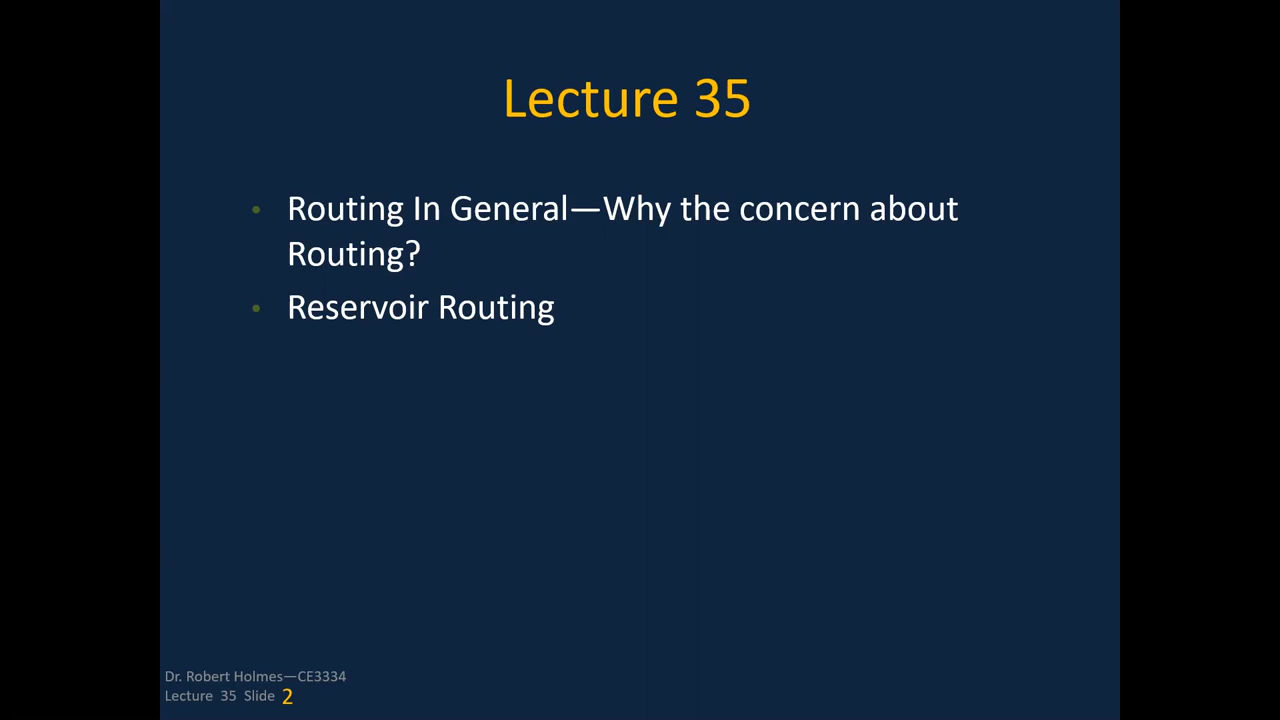 Lecture 35
• Routing In General—Why the concern about
Routing?
• Reservoir Routing
Dr. Robert Holmes—CE3334
Lecture 35 Slide 2